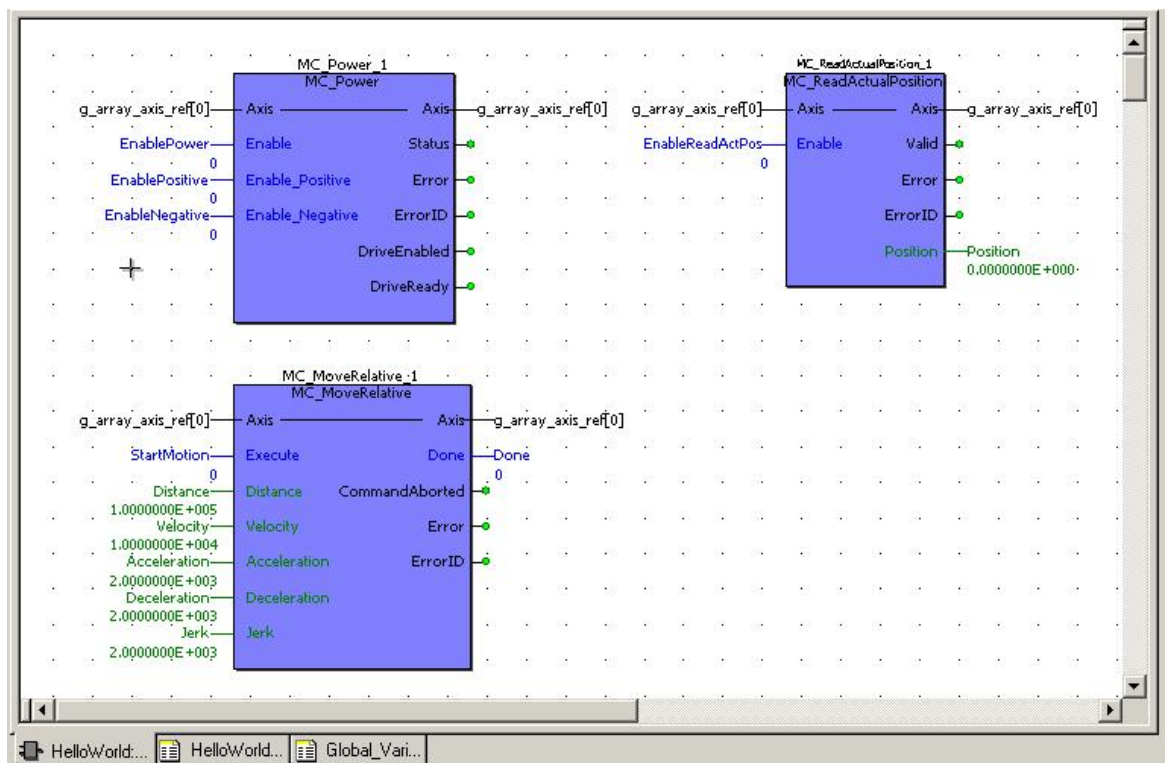 MC_Power_1
MC_Power
g_array_axis_ref[0] Axis Axis g_array_axis_ref[0]
EnablePower Enable Status
0
EnablePositive Enable_Positive Error
0
EnableNegative Enable_Negative ErrorID
0
DriveEnabled
DriveReady
MC_ReadActualPosition_1
MC_ReadActualPosition
g_array_axis_ref[0] Axis Axis g_array_axis_ref[0]
EnableReadActPos Enable Valid
0
Error
ErrorID
Position Position
0.0000000E+000
MC_MoveRelative_1
MC_MoveRelative
g_array_axis_ref[0] Axis Axis g_array_axis_ref[0]
StartMotion Execute Done Done
0 0
Distance Distance CommandAborted
1.0000000E+005
Velocity Velocity Error
1.0000000E+004
Acceleration Acceleration ErrorID
2.0000000E+003
Deceleration Deceleration
2.0000000E+003
Jerk Jerk
2.0000000E+003
HelloWorld:... HelloWorld... Global_Vari...